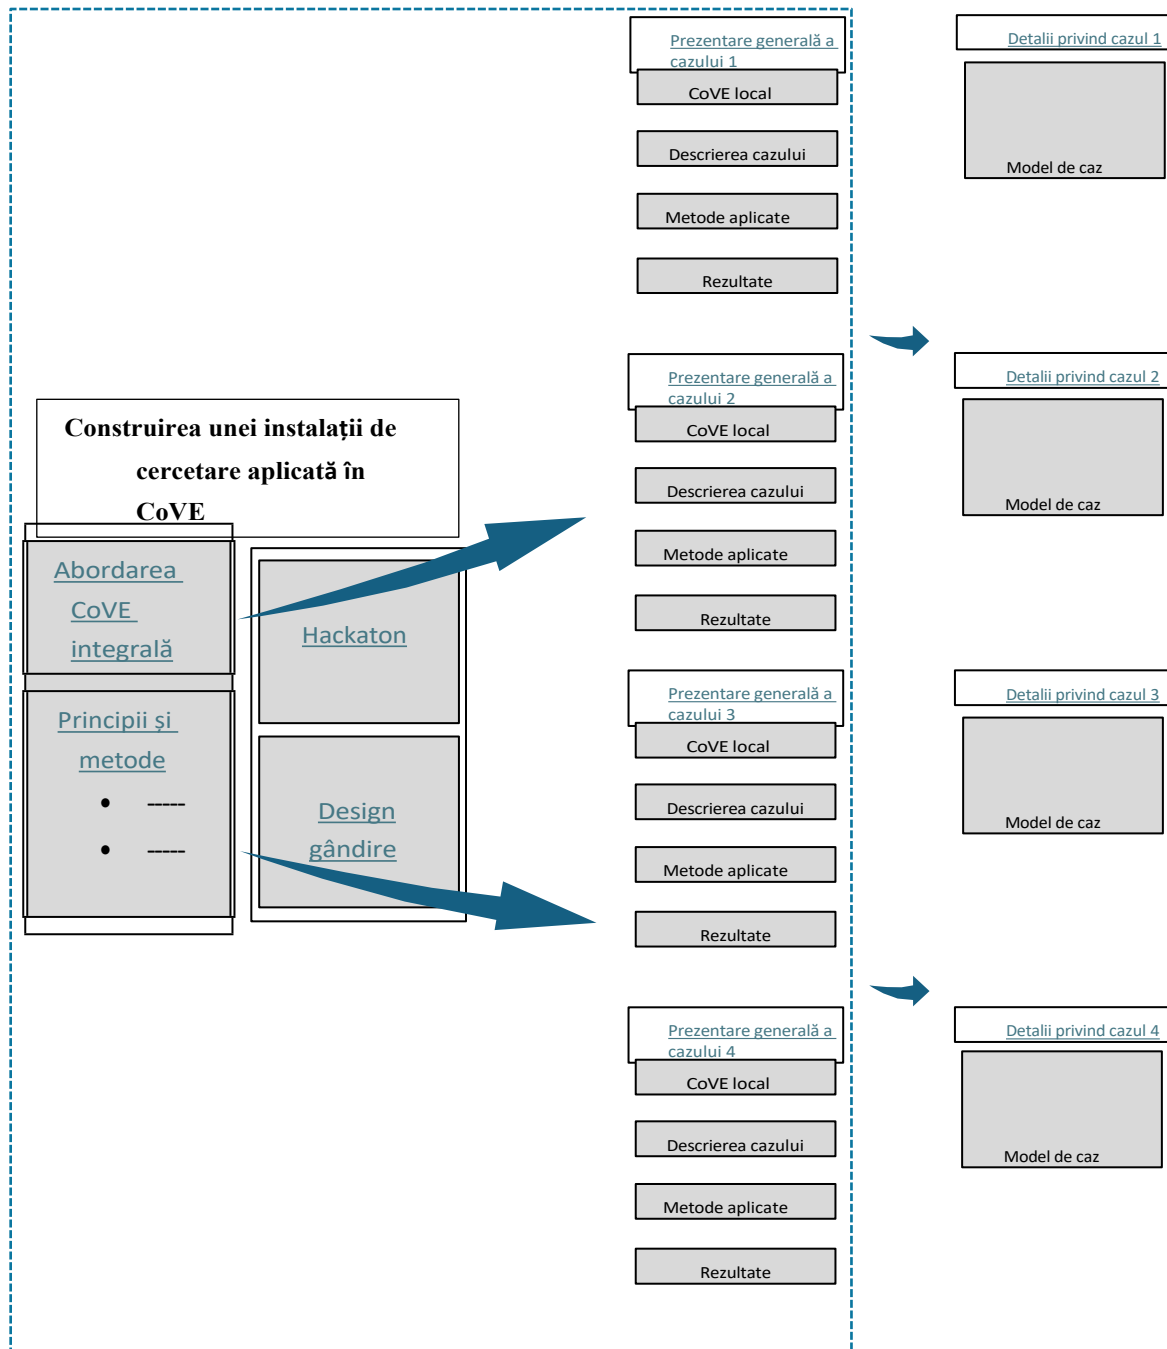 Construirea unei instalații de
cercetare aplicată în
CoVE
Abordarea
CoVE
integrală
Principii și
metode
• -----
• -----
Hackaton
Design
gândire
Prezentare generală a
cazului 1
CoVE local
Descrierea cazului
Metode aplicate
Rezultate
Prezentare generală a
cazului 2
CoVE local
Descrierea cazului
Metode aplicate
Rezultate
Prezentare generală a
cazului 3
CoVE local
Descrierea cazului
Metode aplicate
Rezultate
Prezentare generală a
cazului 4
CoVE local
Descrierea cazului
Metode aplicate
Rezultate
Detalii privind cazul 1
Model de caz
Detalii privind cazul 2
Model de caz
Detalii privind cazul 3
Model de caz
Detalii privind cazul 4
Model de caz